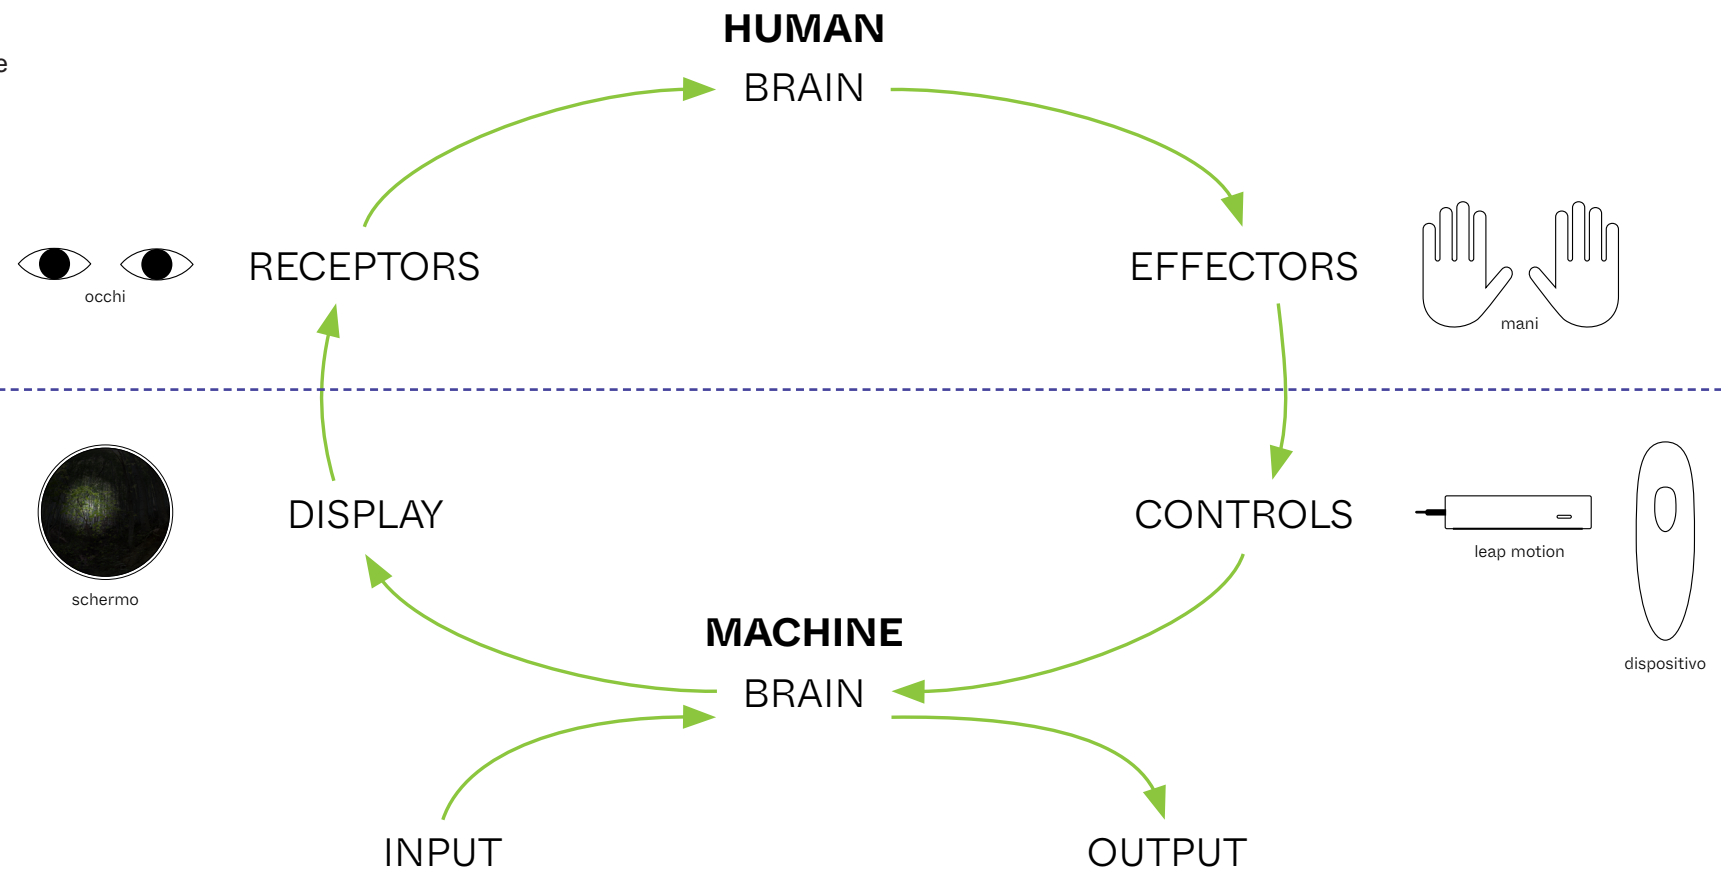 HUMAN
e
BRAIN
RECEPTORS
EFFECTORS
occhi
mani
DISPLAY
CONTROLS
leap motion
schermo
MACHINE
dispositivo
BRAIN
INPUT
OUTPUT